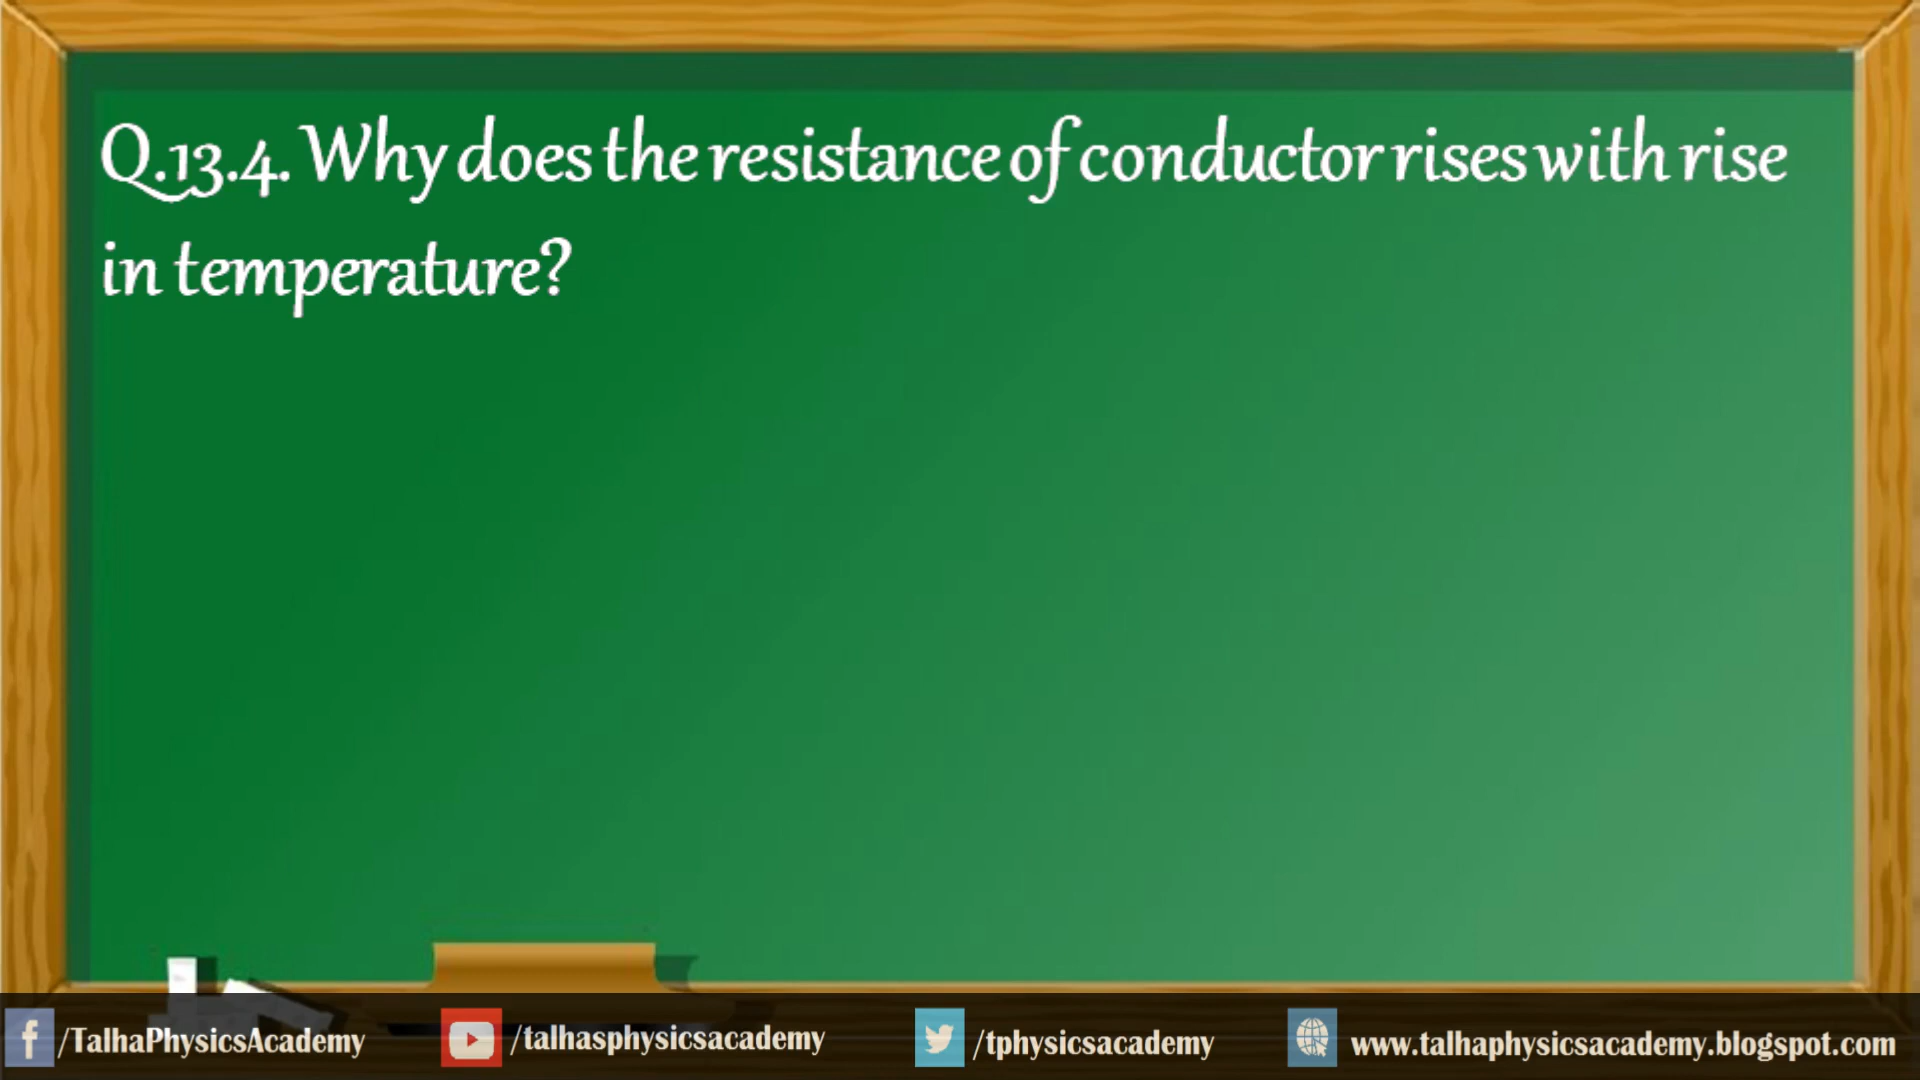 Q.13.4. Why does the resistance of conductor rises with rise
in temperature?
/TalhaPhysicsAcademy /talhasphysicsacademy /tphysicsacademy www.talhaphysicsacademy.blogspot.com